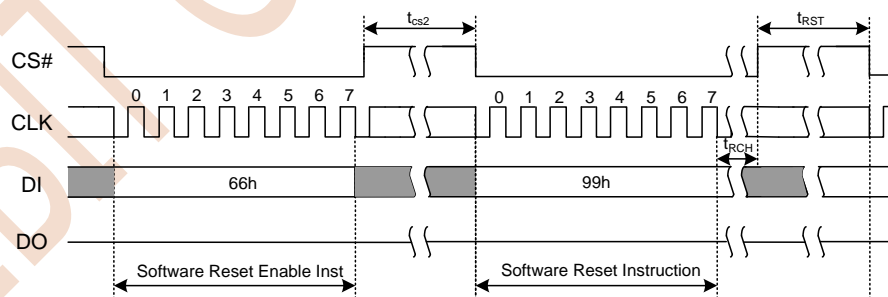 tcs2
tRST
CS#
0 1 2 3 4 5 6 7
0 1 2 3 4 5 6 7
CLK
tRCH
DI
66h
99h
DO
Software Reset Enable Inst
Software Reset Instruction